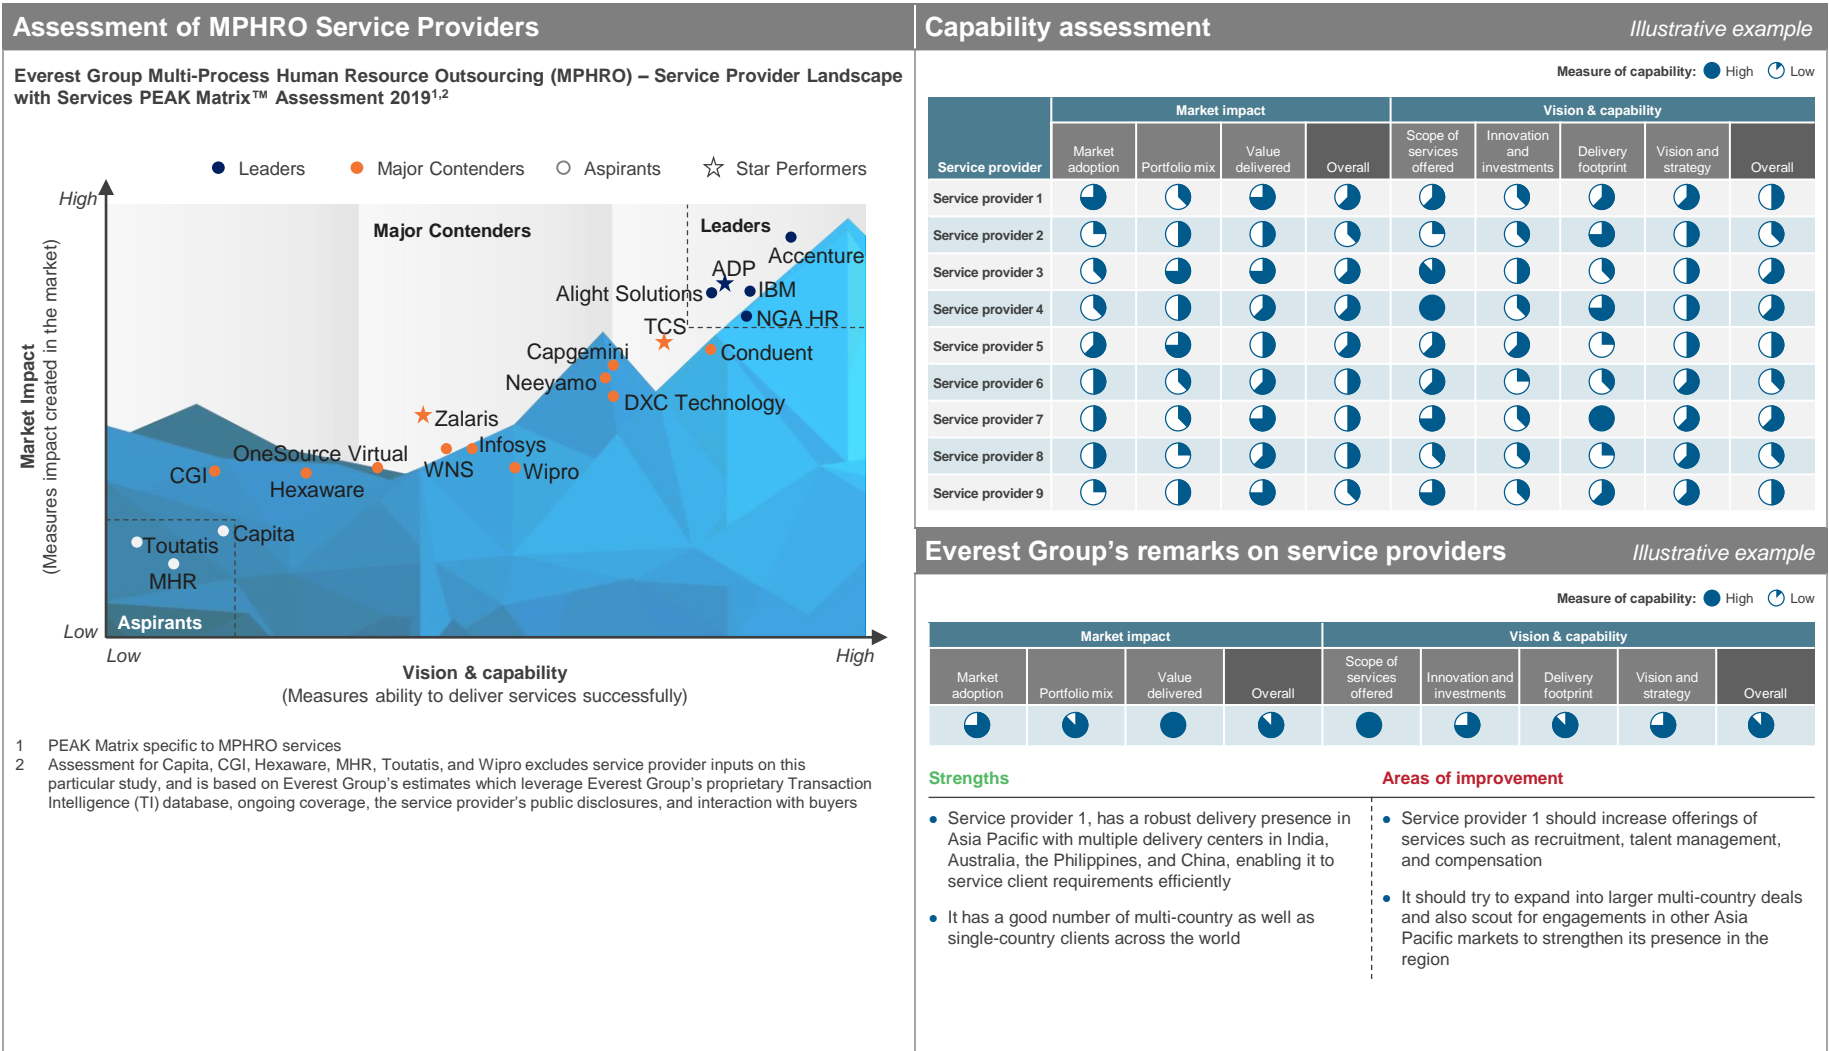 Assessment of MPHRO Service Providers
Everest Group Multi-Process Human Resource Outsourcing (MPHRO) – Service Provider Landscape
with Services PEAK Matrix™ Assessment 2019¹,²
Leaders
Major Contenders
Aspirants
Star Performers
High
Major Contenders
Leaders
Accenture
ADP
Alight Solutions
IBM
NGA HR
TCS
Capgemini
Conduent
Neeyamo
DXC Technology
Zalaris
OneSource Virtual
Infosys
CGI
WNS
Wipro
Hexaware
Capita
Toutatis
MHR
Aspirants
Market Impact
(Measures impact created in the market)
Low
Low
High
Vision & capability
(Measures ability to deliver services successfully)
1 PEAK Matrix specific to MPHRO services
2 Assessment for Capita, CGI, Hexaware, MHR, Toutatis, and Wipro excludes service provider inputs on this
particular study, and is based on Everest Group's estimates which leverage Everest Group's proprietary Transaction
Intelligence (TI) database, ongoing coverage, the service provider's public disclosures, and interaction with buyers
Capability assessment
Illustrative example
Measure of capability: High Low
Market impact Vision & capability
Service provider
Market
adoption
Portfolio mix
Value
delivered
Overall
Scope of
services
offered
Innovation
and
investments
Delivery
footprint
Vision and
strategy
Overall
Service provider 1
Service provider 2
Service provider 3
Service provider 4
Service provider 5
Service provider 6
Service provider 7
Service provider 8
Service provider 9
Everest Group's remarks on service providers
Illustrative example
Measure of capability: High Low
Market impact Vision & capability
Market
adoption
Portfolio mix
Value
delivered
Overall
Scope of
services
offered
Innovation and
investments
Delivery
footprint
Vision and
strategy
Overall
Strengths
● Service provider 1, has a robust delivery presence in
Asia Pacific with multiple delivery centers in India,
Australia, the Philippines, and China, enabling it to
service client requirements efficiently
● It has a good number of multi-country as well as
single-country clients across the world
Areas of improvement
● Service provider 1 should increase offerings of
services such as recruitment, talent management,
and compensation
● It should try to expand into larger multi-country deals
and also scout for engagements in other Asia
Pacific markets to strengthen its presence in the
region